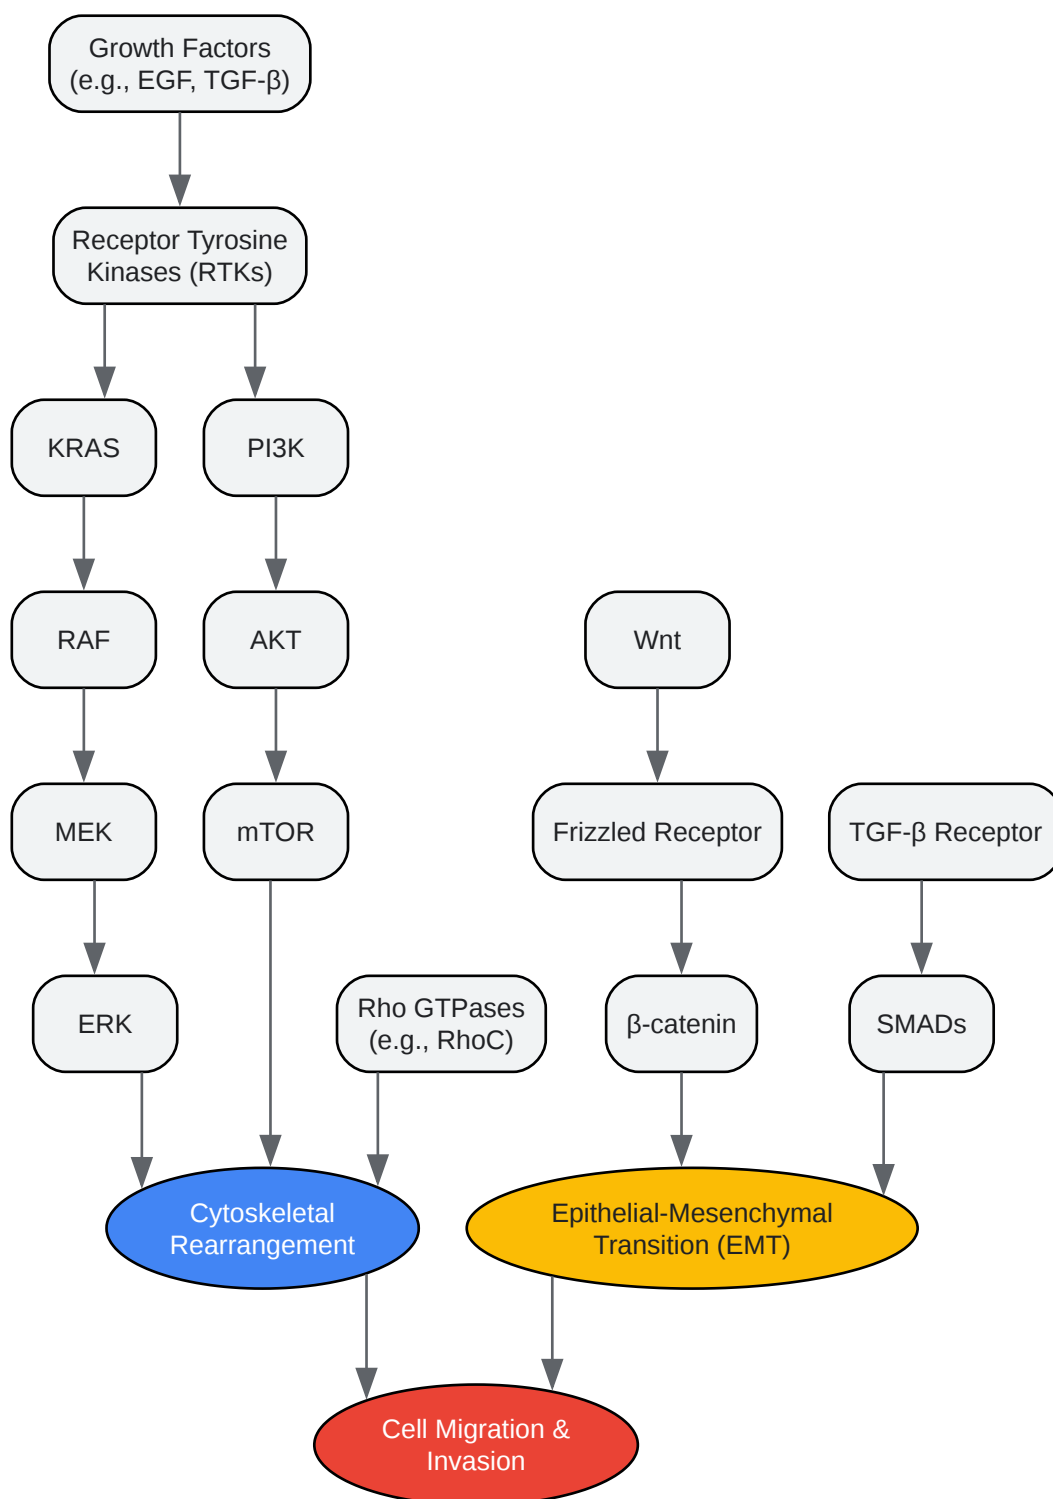 Growth Factors
(e.g., EGF, TGF-β)
Receptor Tyrosine
Kinases (RTKs)
KRAS
PI3K
RAF
AKT
Wnt
MEK
mTOR
Frizzled Receptor
TGF-β Receptor
ERK
Rho GTPases
(e.g., RhoC)
β-catenin
SMADs
Cytoskeletal
Rearrangement
Epithelial-Mesenchymal
Transition (EMT)
Cell Migration &
Invasion